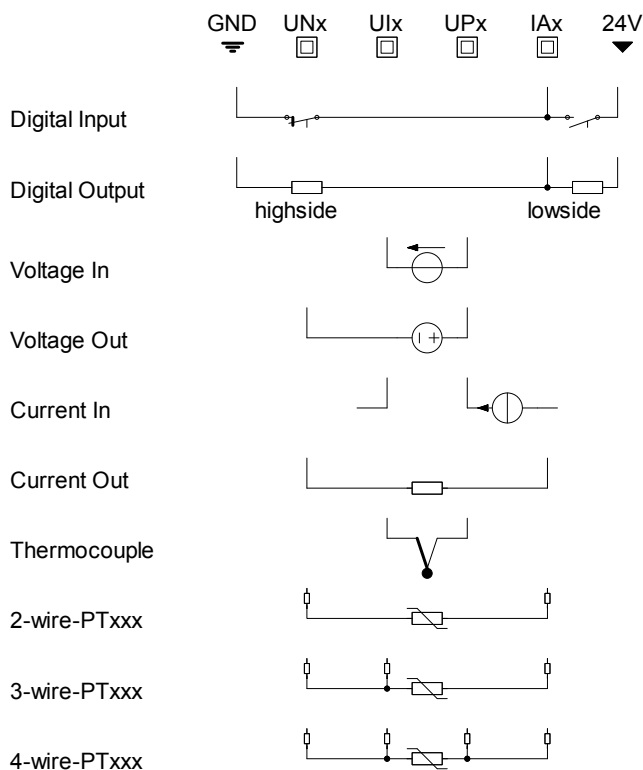 GND UNx UIx UPx IAx 24V
Digital Input
Digital Output
highside lowside
Voltage In
Voltage Out
Current In
Current Out
Thermocouple
2-wire-PTxxx
3-wire-PTxxx
4-wire-PTxxx